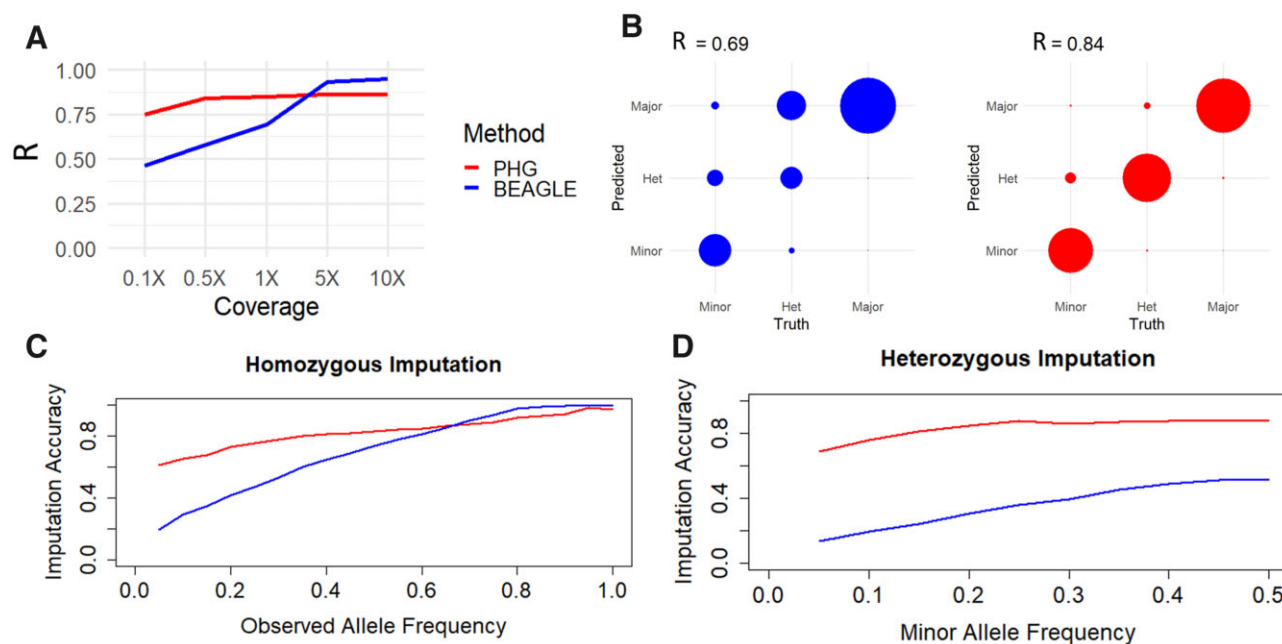 A
1.00
0.75
0.50
0.25
0.00
R
0.1X 0.5X 1X 5X 10X
Coverage
Method
PHG
BEAGLE
B
R = 0.69
Major
Het
Minor
Predicted
Minor Het Major
Truth
R = 0.84
Major
Het
Minor
Predicted
Minor Het Major
Truth
C
Homozygous Imputation
Imputation Accuracy
0.8
0.4
0.0
0.0 0.2 0.4 0.6 0.8 1.0
Observed Allele Frequency
D
Heterozygous Imputation
Imputation Accuracy
0.8
0.4
0.0
0.0 0.1 0.2 0.3 0.4 0.5
Minor Allele Frequency